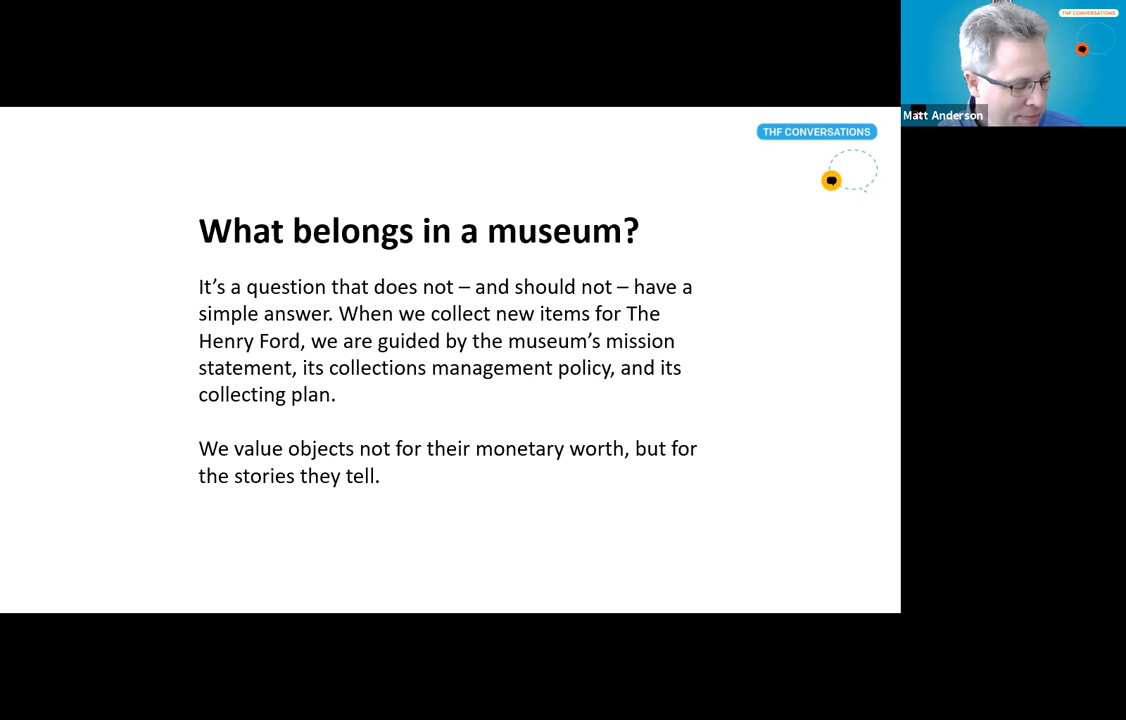 THF CONVERSATIONS
Matt Anderson
THF CONVERSATIONS
What belongs in a museum?
It’s a question that does not – and should not – have a
simple answer. When we collect new items for The
Henry Ford, we are guided by the museum’s mission
statement, its collections management policy, and its
collecting plan.
We value objects not for their monetary worth, but for
the stories they tell.